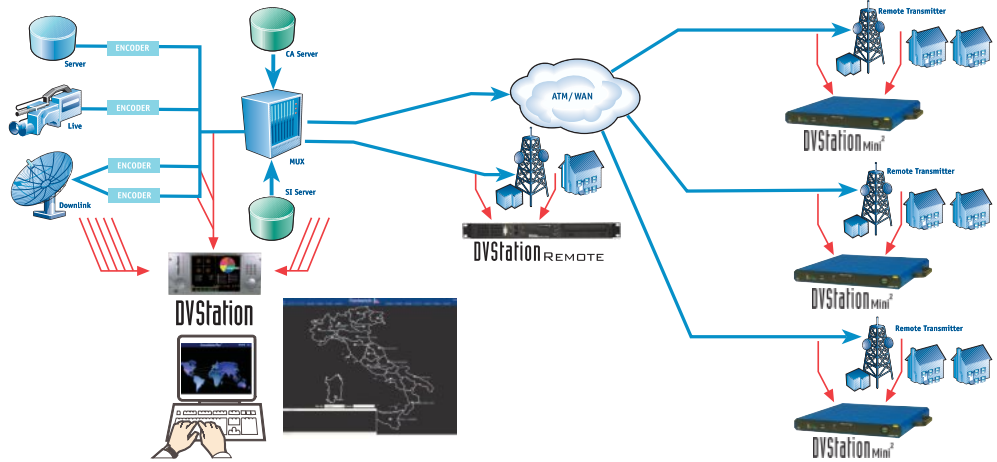 Server
ENCODER
Live
ENCODER
Downlink
ENCODER
ENCODER
CA Server
MUX
SI Server
ATM/WAN
DVStation
DVStation REMOTE
Remote Transmitter
DVStation Mini²
Remote Transmitter
DVStation Mini²
Remote Transmitter
DVStation Mini²